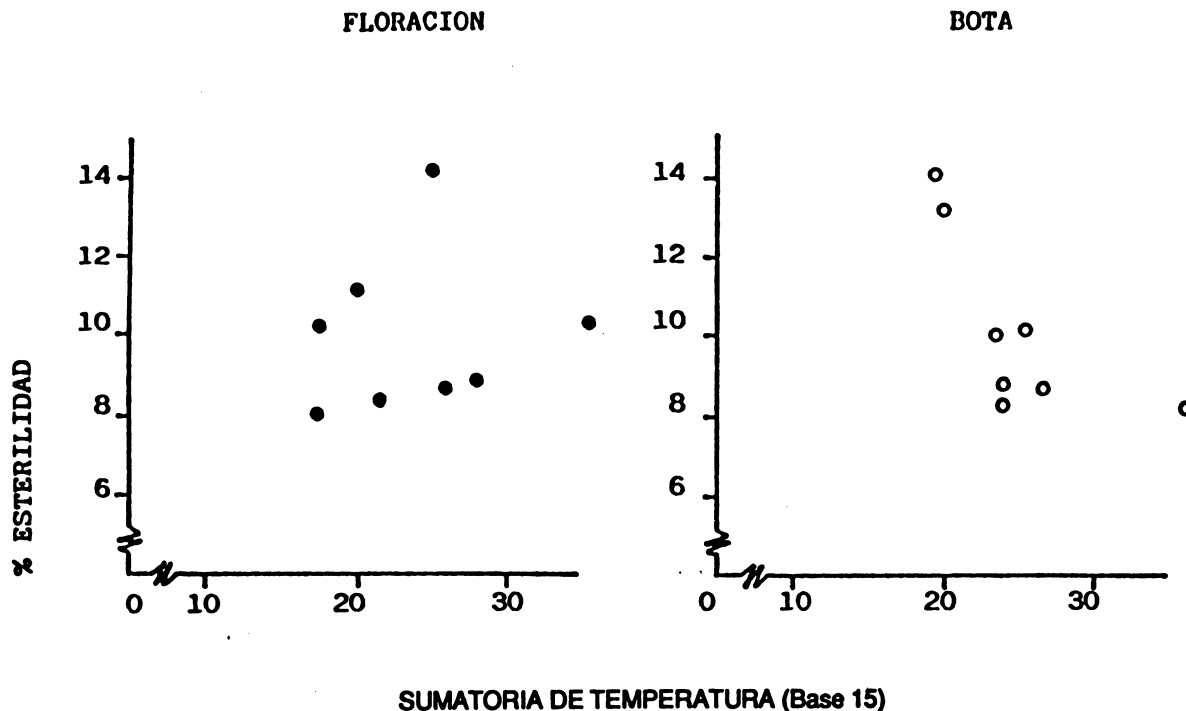 FLORACION
BOTA
14
12
10
8
6
0 10 20 30
% ESTERILIDAD
14
12
10
8
6
0 10 20 30
SUMATORIA DE TEMPERATURA (Base 15)